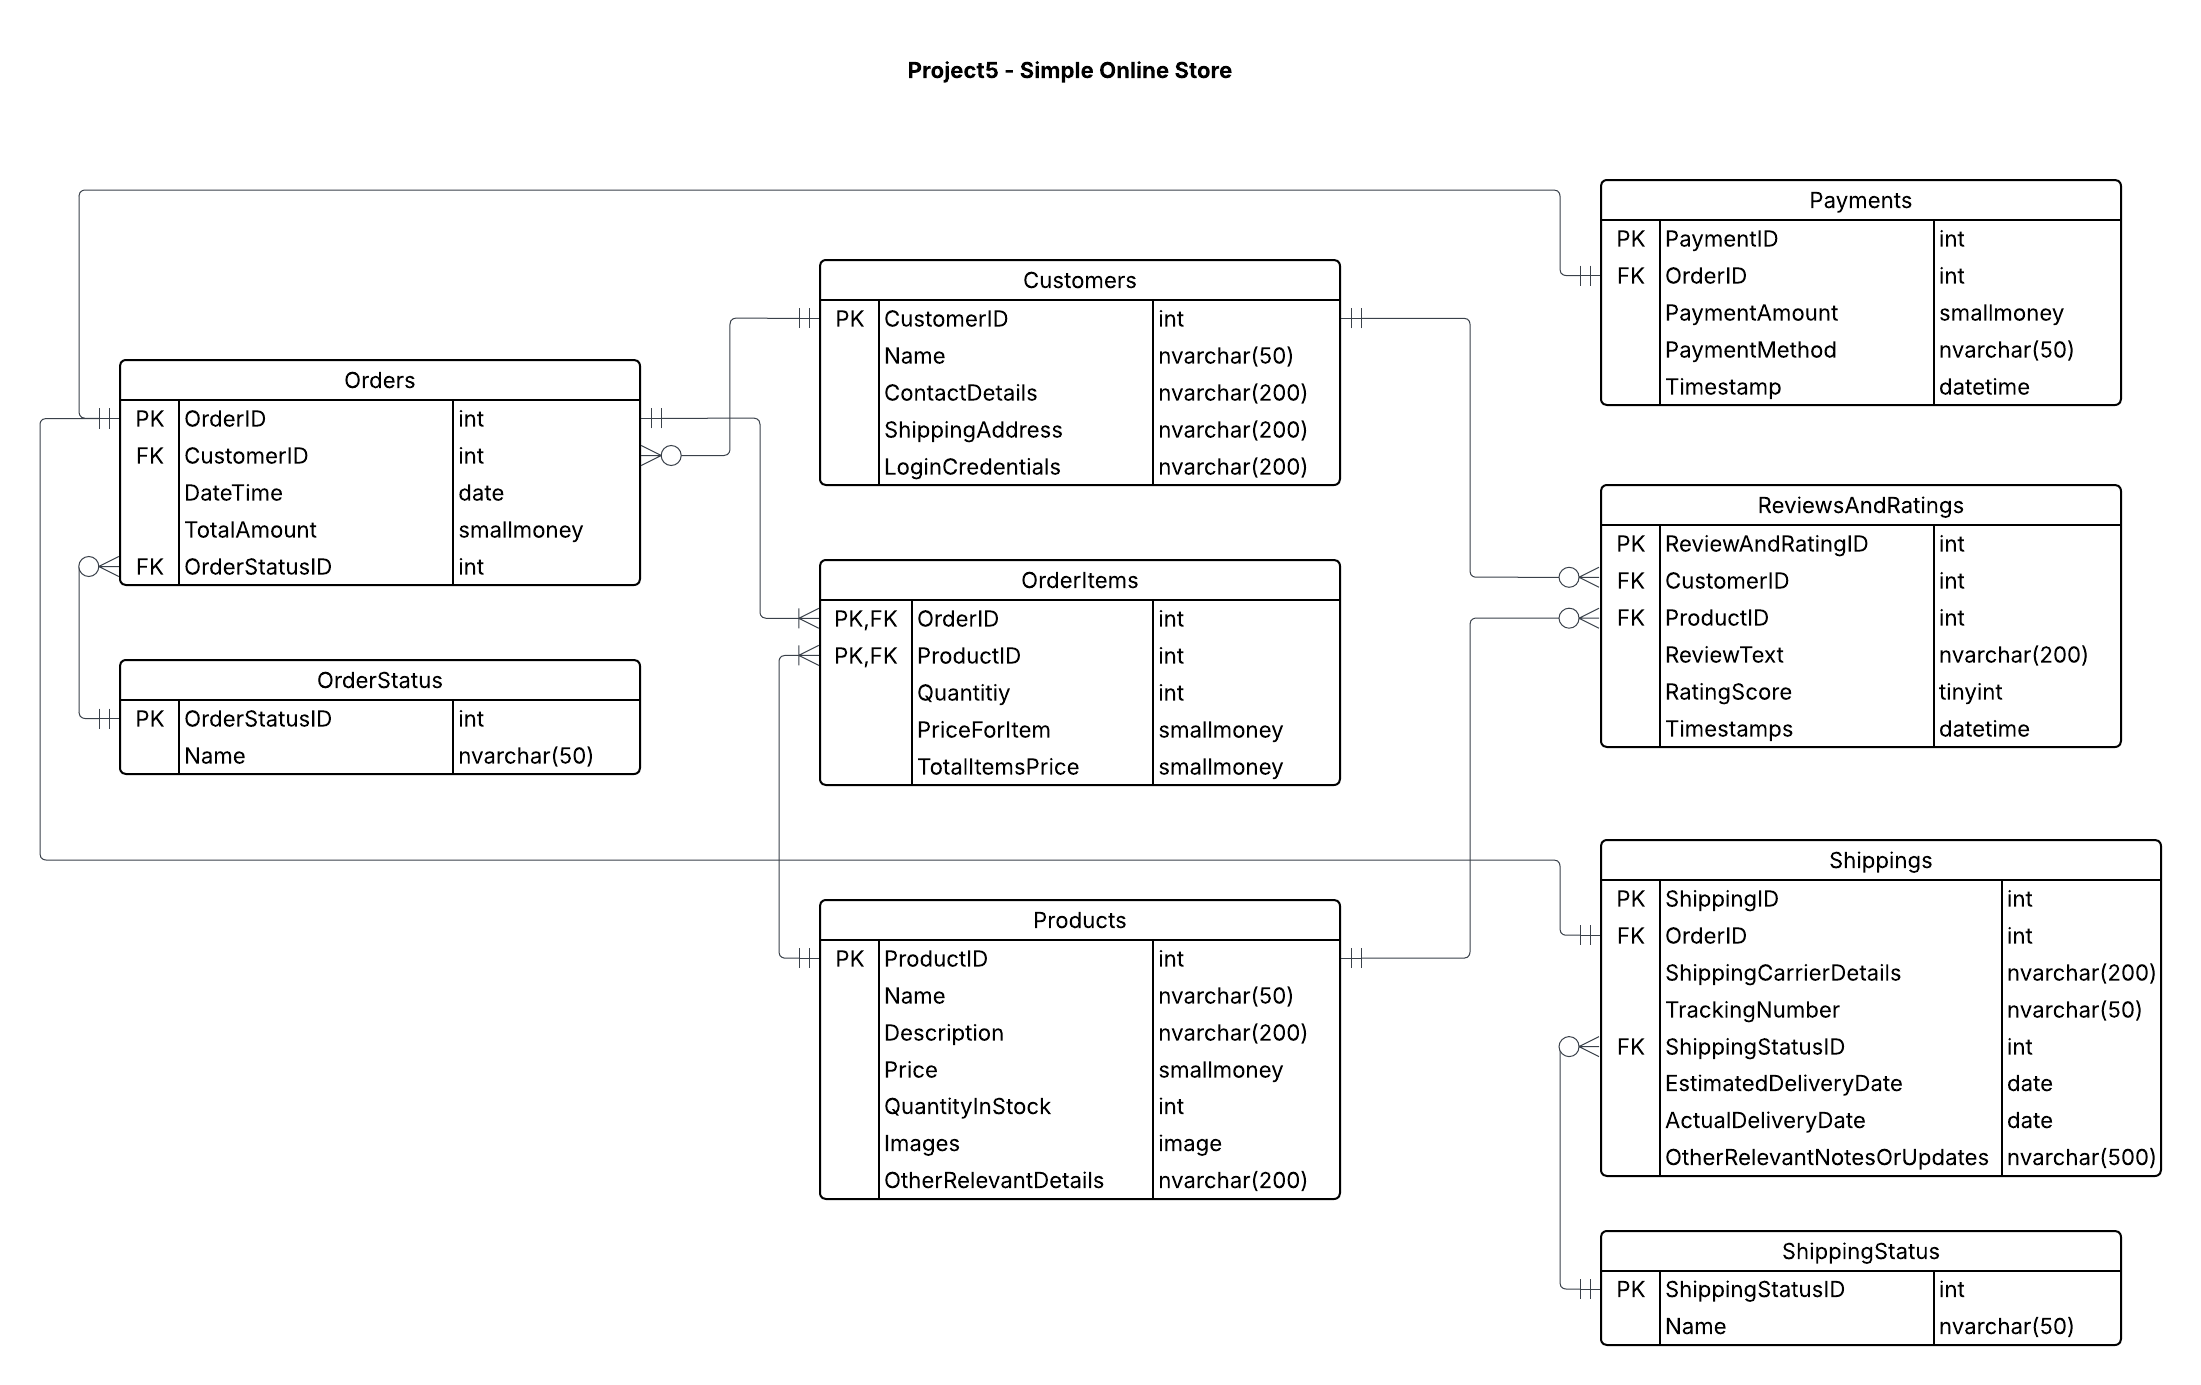 Project5 - Simple Online Store
Payments
PK PaymentID int
FK OrderID int
PaymentAmount smallmoney
PaymentMethod nvarchar(50)
Timestamp datetime
Customers
PK CustomerID int
Name nvarchar(50)
ContactDetails nvarchar(200)
ShippingAddress nvarchar(200)
LoginCredentials nvarchar(200)
Orders
PK OrderID int
FK CustomerID int
DateTime date
TotalAmount smallmoney
FK OrderStatusID int
ReviewsAndRatings
PK ReviewAndRatingID int
FK CustomerID int
FK ProductID int
ReviewText nvarchar(200)
RatingScore tinyint
Timestamps datetime
OrderItems
PK,FK OrderID int
PK,FK ProductID int
Quantitiy int
PriceForItem smallmoney
TotalItemsPrice smallmoney
OrderStatus
PK OrderStatusID int
Name nvarchar(50)
Shippings
PK ShippingID int
FK OrderID int
ShippingCarrierDetails nvarchar(200)
TrackingNumber nvarchar(50)
FK ShippingStatusID int
EstimatedDeliveryDate date
ActualDeliveryDate date
OtherRelevantNotesOrUpdates nvarchar(500)
Products
PK ProductID int
Name nvarchar(50)
Description nvarchar(200)
Price smallmoney
QuantityInStock int
Images image
OtherRelevantDetails nvarchar(200)
ShippingStatus
PK ShippingStatusID int
Name nvarchar(50)